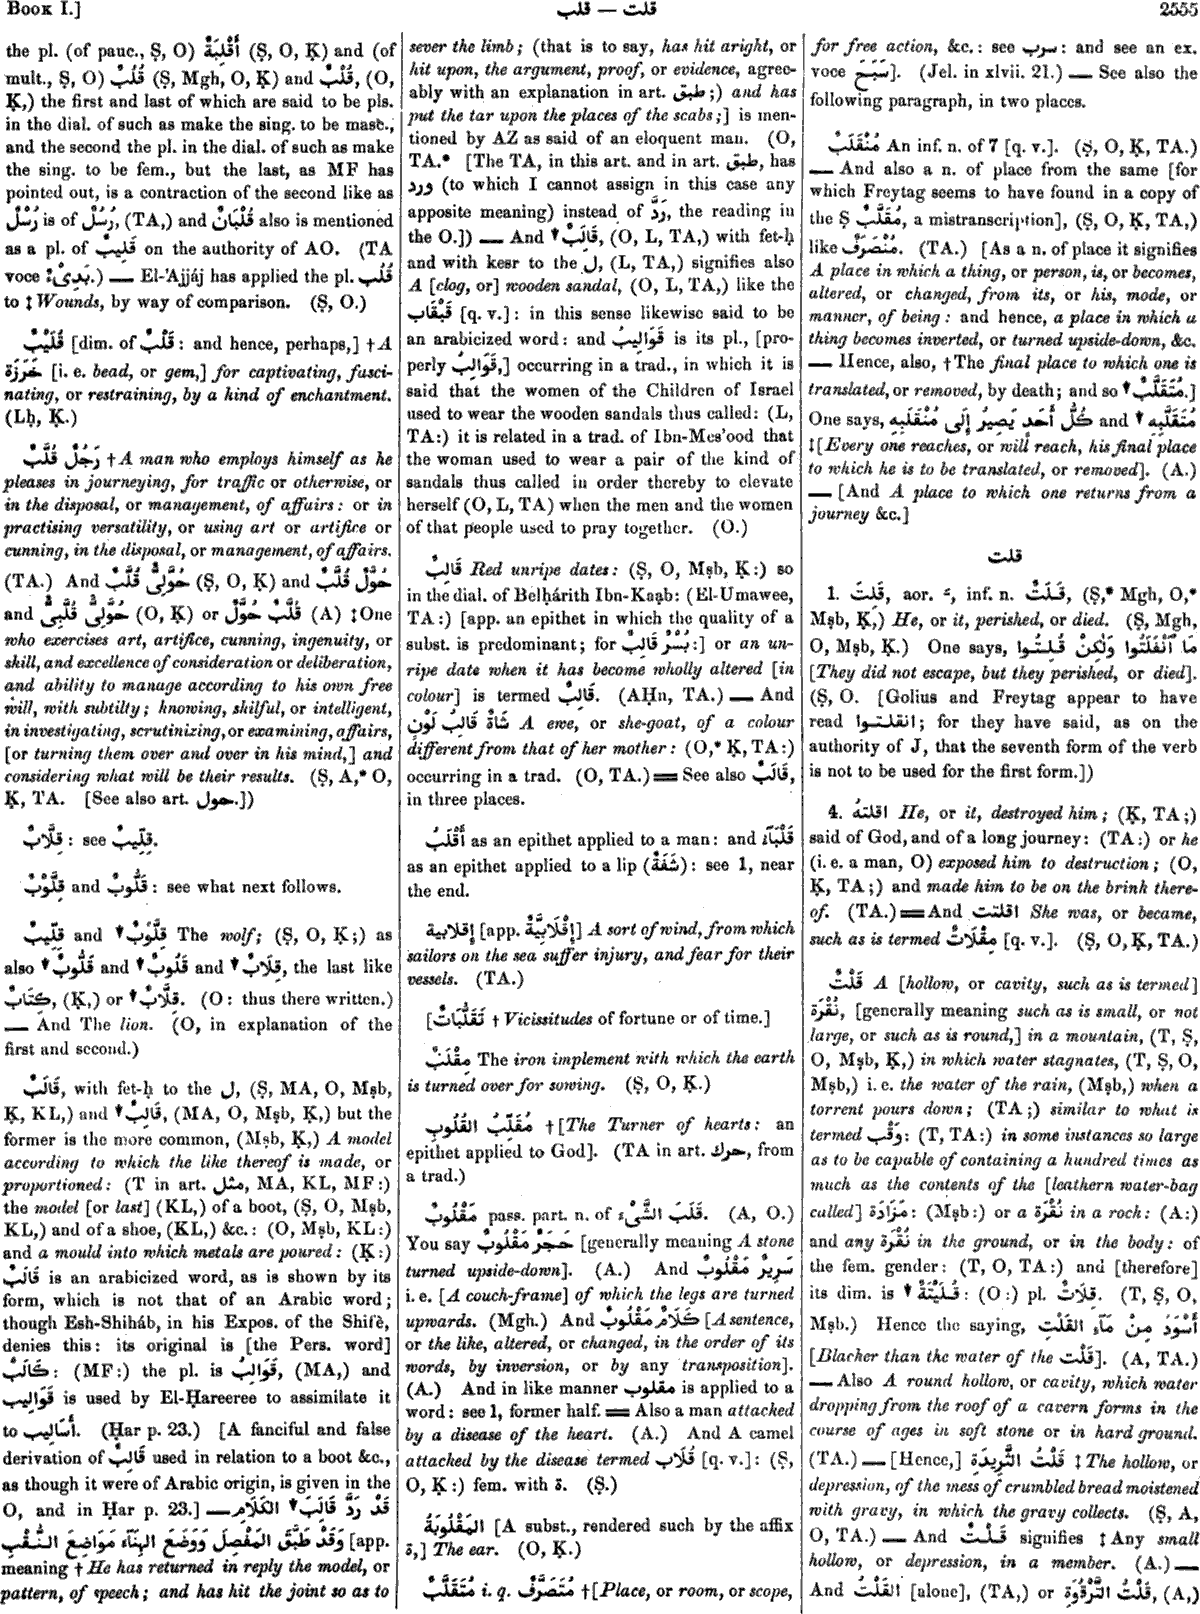 Book I.]
قلب — قلت
2555
the pl. (of pauc., Ṣ, O) أَقْلِبَةٌ (Ṣ, O, Ḳ) and (of
mult., Ṣ, O) قُلُبٌ (Ṣ, Mgh, O, Ḳ) and قُلْبٌ, (O,
Ḳ,) the first and last of which are said to be pls.
in the dial. of such as make the sing. to be masc.,
and the second the pl. in the dial. of such as make
the sing. to be fem., but the last, as MF has
pointed out, is a contraction of the second like as
رُسْلٌ is of رُسُلٌ, (TA,) and قُلْبَانٌ also is mentioned
as a pl. of قَلِيبٌ on the authority of AO. (TA
voce بَدِىْءٌ.) — El-'Ajjáj has applied the pl. قُلُب
to ‡ Wounds, by way of comparison. (Ṣ, O.)
قُلَيْبٌ [dim. of قَلْبٌ: and hence, perhaps,] † A
خَرَزَة [i. e. bead, or gem,] for captivating, fasci-
nating, or restraining, by a kind of enchantment.
(Lḥ, Ḳ.)
رَجُلٌ قُلَّبٌ † A man who employs himself as he
pleases in journeying, for traffic or otherwise, or
in the disposal, or management, of affairs: or in
practising versatility, or using art or artifice or
cunning, in the disposal, or management, of affairs.
(TA.) And حُوَّلِىٌّ قُلَّبٌ (Ṣ, O, Ḳ) and حُوَّلٌ قُلَّبٌ
and حُوَّلِىٌّ قُلَّبِىٌّ (O, Ḳ) or قُلَّبٌ حُوَّلٌ (A) ‡ One
who exercises art, artifice, cunning, ingenuity, or
skill, and excellence of consideration or deliberation,
and ability to manage according to his own free
will, with subtilty; knowing, skilful, or intelligent,
in investigating, scrutinizing, or examining, affairs,
[or turning them over and over in his mind,] and
considering what will be their results. (Ṣ, A,* O,
Ḳ, TA. [See also art. حول.])
قِلَّابٌ: see قِلِّيبٌ.
قِلَّوْبٌ and قَلُّوبٌ: see what next follows.
قِلِّيبٌ and ▼ قِلَّوْبٌ The wolf; (Ṣ, O, Ḳ;) as
also ▼ قَلُّوبٌ and ▼ قَلُوبٌ and ▼ قِلَابٌ, the last like
كِتَابٌ, (Ḳ,) or ▼ قِلَّابٌ. (O: thus there written.)
— And The lion. (O, in explanation of the
first and second.)
قَالَبٌ, with fet-ḥ to the ل, (Ṣ, MA, O, Mṣb,
Ḳ, KL,) and ▼ قَالِبٌ, (MA, O, Mṣb, Ḳ,) but the
former is the more common, (Mṣb, Ḳ,) A model
according to which the like thereof is made, or
proportioned: (T in art. مثل, MA, KL, MF:)
the model [or last] (KL,) of a boot, (Ṣ, O, Mṣb,
KL,) and of a shoe, (KL,) &c.: (O, Mṣb, KL:)
and a mould into which metals are poured: (Ḳ:)
قَالَبٌ is an arabicized word, as is shown by its
form, which is not that of an Arabic word;
though Esh-Shiháb, in his Expos. of the Shifè,
denies this: its original is [the Pers. word]
كَالَبٌ: (MF:) the pl. is قَوَالِبُ, (MA,) and
قَوَالِيب is used by El-Ḥareeree to assimilate it
to أَسَالِيب. (Ḥar p. 23.) [A fanciful and false
derivation of قَالِبٌ used in relation to a boot &c.,
as though it were of Arabic origin, is given in the
O, and in Ḥar p. 23.] — قَدْ رَدَّ قَالَبَ ▼ الكَلَامِ
وَقَدْ طَبَّقَ المَفْصِلَ وَوَضَعَ الهِنَآءَ مَوَاضِعَ النُّقَبِ [app.
meaning † He has returned in reply the model, or
pattern, of speech; and has hit the joint so as to
sever the limb; (that is to say, has hit aright, or
hit upon, the argument, proof, or evidence, agree-
ably with an explanation in art. طبق;) and has
put the tar upon the places of the scabs;] is men-
tioned by AZ as said of an eloquent man. (O,
TA.* [The TA, in this art. and in art. طبق, has
ورد (to which I cannot assign in this case any
apposite meaning) instead of رَدَّ, the reading in
the O.]) — And ▼ قَالَبٌ, (O, L, TA,) with fet-ḥ
and with kesr to the ل, (L, TA,) signifies also
A [clog, or] wooden sandal, (O, L, TA,) like the
قَبْقَاب [q. v.]: in this sense likewise said to be
an arabicized word: and قَوَالِيبُ is its pl., [pro-
perly قَوَالِبُ,] occurring in a trad., in which it is
said that the women of the Children of Israel
used to wear the wooden sandals thus called: (L,
TA:) it is related in a trad. of Ibn-Mes'ood that
the woman used to wear a pair of the kind of
sandals thus called in order thereby to elevate
herself (O, L, TA) when the men and the women
of that people used to pray together. (O.)
قَالِبٌ Red unripe dates: (Ṣ, O, Mṣb, Ḳ:) so
in the dial. of Belḥárith Ibn-Kaạb: (El-Umawee,
TA:) [app. an epithet in which the quality of a
subst. is predominant; for بُسْرٌ قَالِبٌ:] or an un-
ripe date when it has become wholly altered [in
colour] is termed قَالِبٌ. (AḤn, TA.) — And
شَاةٌ قَالِبُ لَوْنٍ A ewe, or she-goat, of a colour
different from that of her mother: (O,* Ḳ, TA:)
occurring in a trad. (O, TA.) = See also قَالَبٌ,
in three places.
أَقْلَبُ as an epithet applied to a man: and قَلْبَآءُ
as an epithet applied to a lip (شَفَةٌ): see 1, near
the end.
إقلابية [app. إِقْلَابِيَّةٌ] A sort of wind, from which
sailors on the sea suffer injury, and fear for their
vessels. (TA.)
[تَقَلُّبَاتٌ † Vicissitudes of fortune or of time.]
مِقْلَبٌ The iron implement with which the earth
is turned over for sowing. (Ṣ, O, Ḳ.)
مُقَلِّبُ القُلُوبِ † [The Turner of hearts: an
epithet applied to God]. (TA in art. حرك, from
a trad.)
مَقْلُوبٌ pass. part. n. of قَلَبَ الشَّىْءَ. (A, O.)
You say حَجَرٌ مَقْلُوبٌ [generally meaning A stone
turned upside-down]. (A.) And سَرِيرٌ مَقْلُوبٌ
i. e. [A couch-frame] of which the legs are turned
upwards. (Mgh.) And كَلَامٌ مَقْلُوبٌ [A sentence,
or the like, altered, or changed, in the order of its
words, by inversion, or by any transposition].
(A.) And in like manner مقلوب is applied to a
word: see 1, former half. = Also a man attacked
by a disease of the heart. (A.) And A camel
attacked by the disease termed قُلَاب [q. v.]: (Ṣ,
O, Ḳ:) fem. with ة. (Ṣ.)
المَقْلُوبَةُ [A subst., rendered such by the affix
ة,] The ear. (O, Ḳ.)
مُتَقَلَّبٌ i. q. مُتَصَرَّفٌ † [Place, or room, or scope,
for free action, &c.: see سرب: and see an ex.
voce سَبَّحَ]. (Jel. in xlvii. 21.) — See also the
following paragraph, in two places.
مُنْقَلَبٌ An inf. n. of 7 [q. v.]. (Ṣ, O, Ḳ, TA.)
— And also a n. of place from the same [for
which Freytag seems to have found in a copy of
the Ṣ مُقَلَّبٌ, a mistranscription], (Ṣ, O, Ḳ, TA,)
like مُنْصَرَفٌ. (TA.) [As a n. of place it signifies
A place in which a thing, or person, is, or becomes,
altered, or changed, from its, or his, mode, or
manner, of being: and hence, a place in which a
thing becomes inverted, or turned upside-down, &c.
— Hence, also, † The final place to which one is
translated, or removed, by death; and so ▼ مُتَقَلَّبٌ.]
One says, كُلُّ أَحَدٍ يَصِيرُ إِلَى مُنْقَلَبِهِ and ▼ مُتَقَلَّبِهِ
‡ [Every one reaches, or will reach, his final place
to which he is to be translated, or removed]. (A.)
— [And A place to which one returns from a
journey &c.]
قلت
1. قَلِتَ, aor. ـَ, inf. n. قَلَتٌ, (Ṣ,* Mgh, O,*
Mṣb, Ḳ,) He, or it, perished, or died. (Ṣ, Mgh,
O, Mṣb, Ḳ.) One says, مَا ٱنْفَلَتُوا وَلٰكِنْ قَلِتُوا
[They did not escape, but they perished, or died].
(Ṣ, O. [Golius and Freytag appear to have
read انقلتوا; for they have said, as on the
authority of J, that the seventh form of the verb
is not to be used for the first form.])
4. اقلتهُ He, or it, destroyed him; (Ḳ, TA;)
said of God, and of a long journey: (TA:) or he
(i. e. a man, O) exposed him to destruction; (O,
Ḳ, TA;) and made him to be on the brink there-
of. (TA.) = And اقلتت She was, or became,
such as is termed مِقْلَاتٌ [q. v.]. (Ṣ, O, Ḳ, TA.)
قَلْتٌ A [hollow, or cavity, such as is termed]
نُقْرَة, [generally meaning such as is small, or not
large, or such as is round,] in a mountain, (T, Ṣ,
O, Mṣb, Ḳ,) in which water stagnates, (T, Ṣ, O,
Mṣb,) i. e. the water of the rain, (Mṣb,) when a
torrent pours down; (TA;) similar to what is
termed وَقْب: (T, TA:) in some instances so large
as to be capable of containing a hundred times as
much as the contents of the [leathern water-bag
called] مَزَادَة: (Mṣb:) or a نُقْرَة in a rock: (A:)
and any نُقْرَة in the ground, or in the body: of
the fem. gender: (T, O, TA:) and [therefore]
its dim. is ▼ قُلَيْتَةٌ: (O:) pl. قِلَاتٌ. (T, Ṣ, O,
Mṣb.) Hence the saying, أَسْوَدُ مِنْ مَآءِ القَلْتِ
[Blacker than the water of the قَلْت]. (A, TA.)
— Also A round hollow, or cavity, which water
dropping from the roof of a cavern forms in the
course of ages in soft stone or in hard ground.
(TA.) — [Hence,] قَلْتُ الثَّرِيدَةِ ‡ The hollow, or
depression, of the mess of crumbled bread moistened
with gravy, in which the gravy collects. (Ṣ, A,
O, TA.) — And قَلْتٌ signifies ‡ Any small
hollow, or depression, in a member. (A.) —
And القَلْتُ [alone], (TA,) or قَلْتُ التَّرْقُوَةِ, (A,)